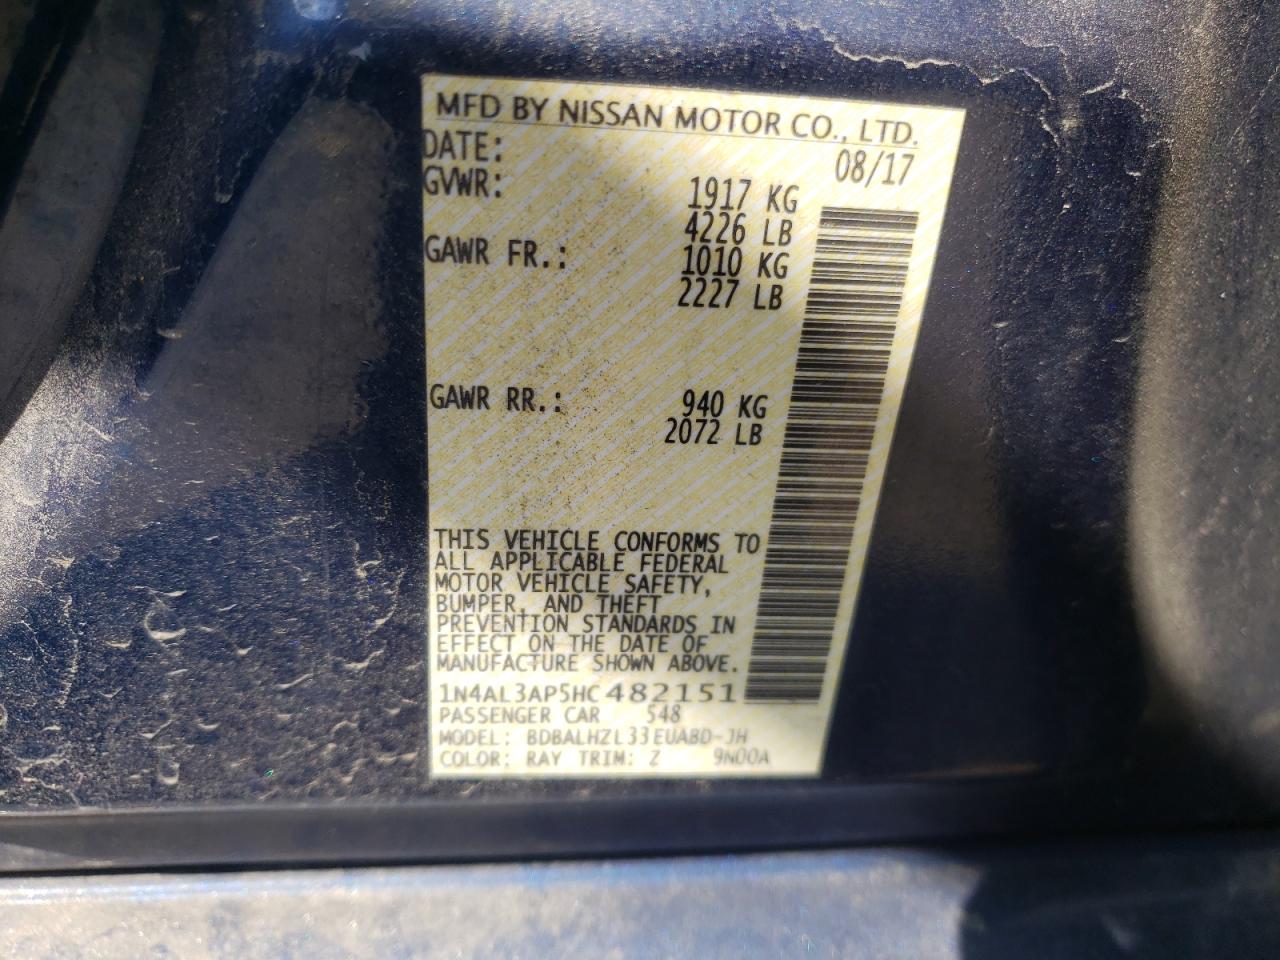 MFD BY NISSAN MOTOR CO., LTD.
DATE: 08/17
GVWR: 1917 KG
4226 LB
GAWR FR.: 1010 KG
2227 LB
GAWR RR.: 940 KG
2072 LB
THIS VEHICLE CONFORMS TO
ALL APPLICABLE FEDERAL
MOTOR VEHICLE SAFETY,
BUMPER, AND THEFT
PREVENTION STANDARDS IN
EFFECT ON THE DATE OF
MANUFACTURE SHOWN ABOVE.
1N4AL3AP5HC482151
PASSENGER CAR 548
MODEL: BDBALHZL33EUABD-JH
COLOR: RAY TRIM: Z 9N00A